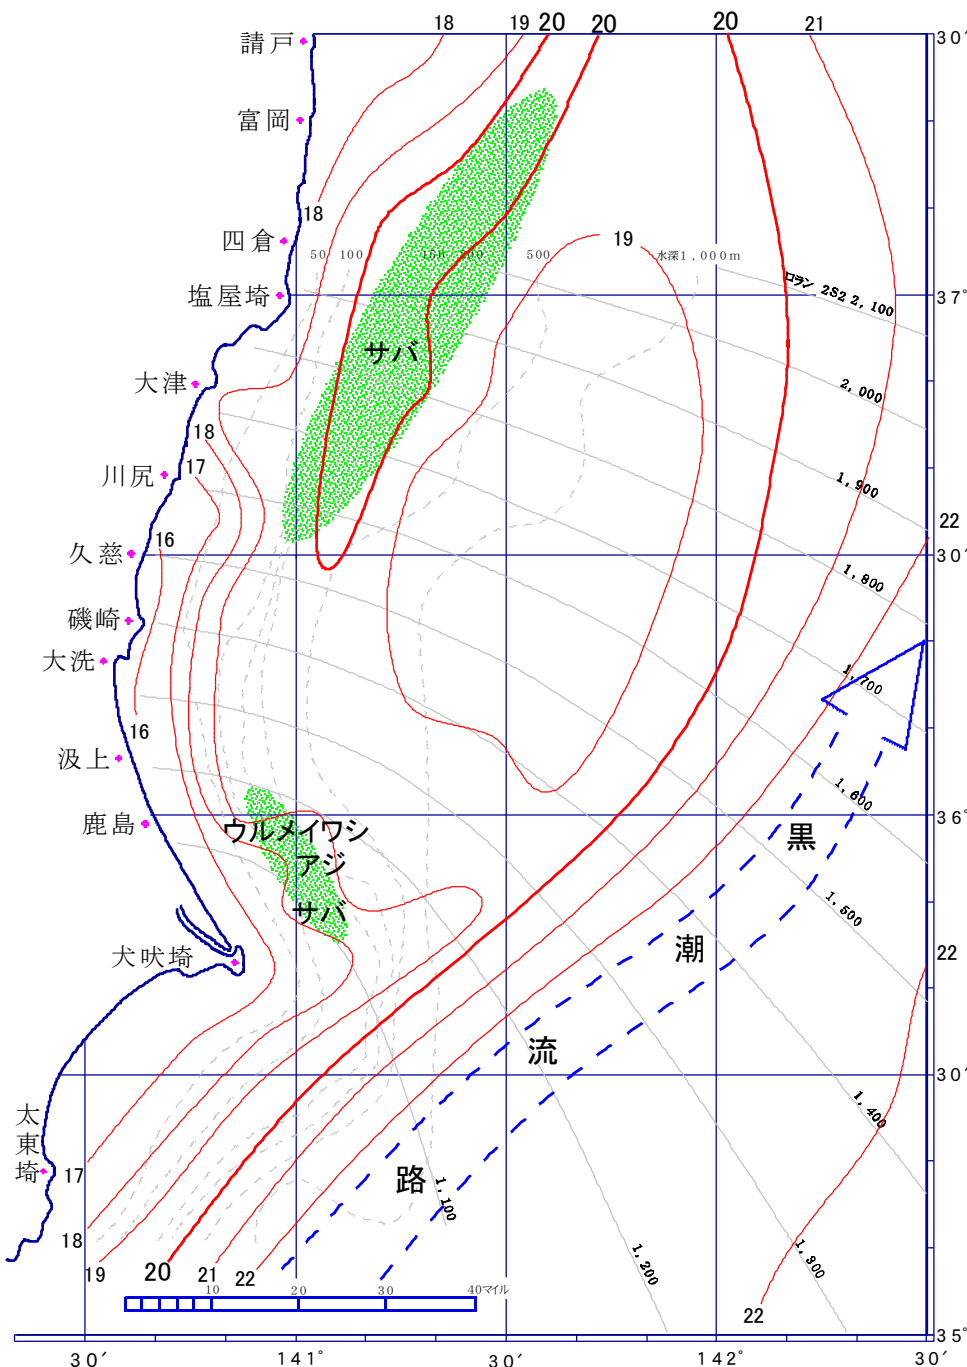 18 19 20 20 20 21
請戸
30′
富岡
18
四倉
19
50 100 500 水深1,000m
ロラン 2S2 2,100
塩屋埼
37°
サバ
大津
2,000
18
川尻
17
1,900
22
久慈
16
30′
1,800
磯崎
大洗
1,700
16
汲上
1,600
鹿島
36°
ウルメイワシ
黒
アジ
1,500
サバ
潮
犬吠埼
22
流
30′
1,400
太東埼
17
路
1,100
18
1,200
1,300
19 20 21 22
10 20 30 40マイル
22
35°
30′ 141° 30′ 142° 30′